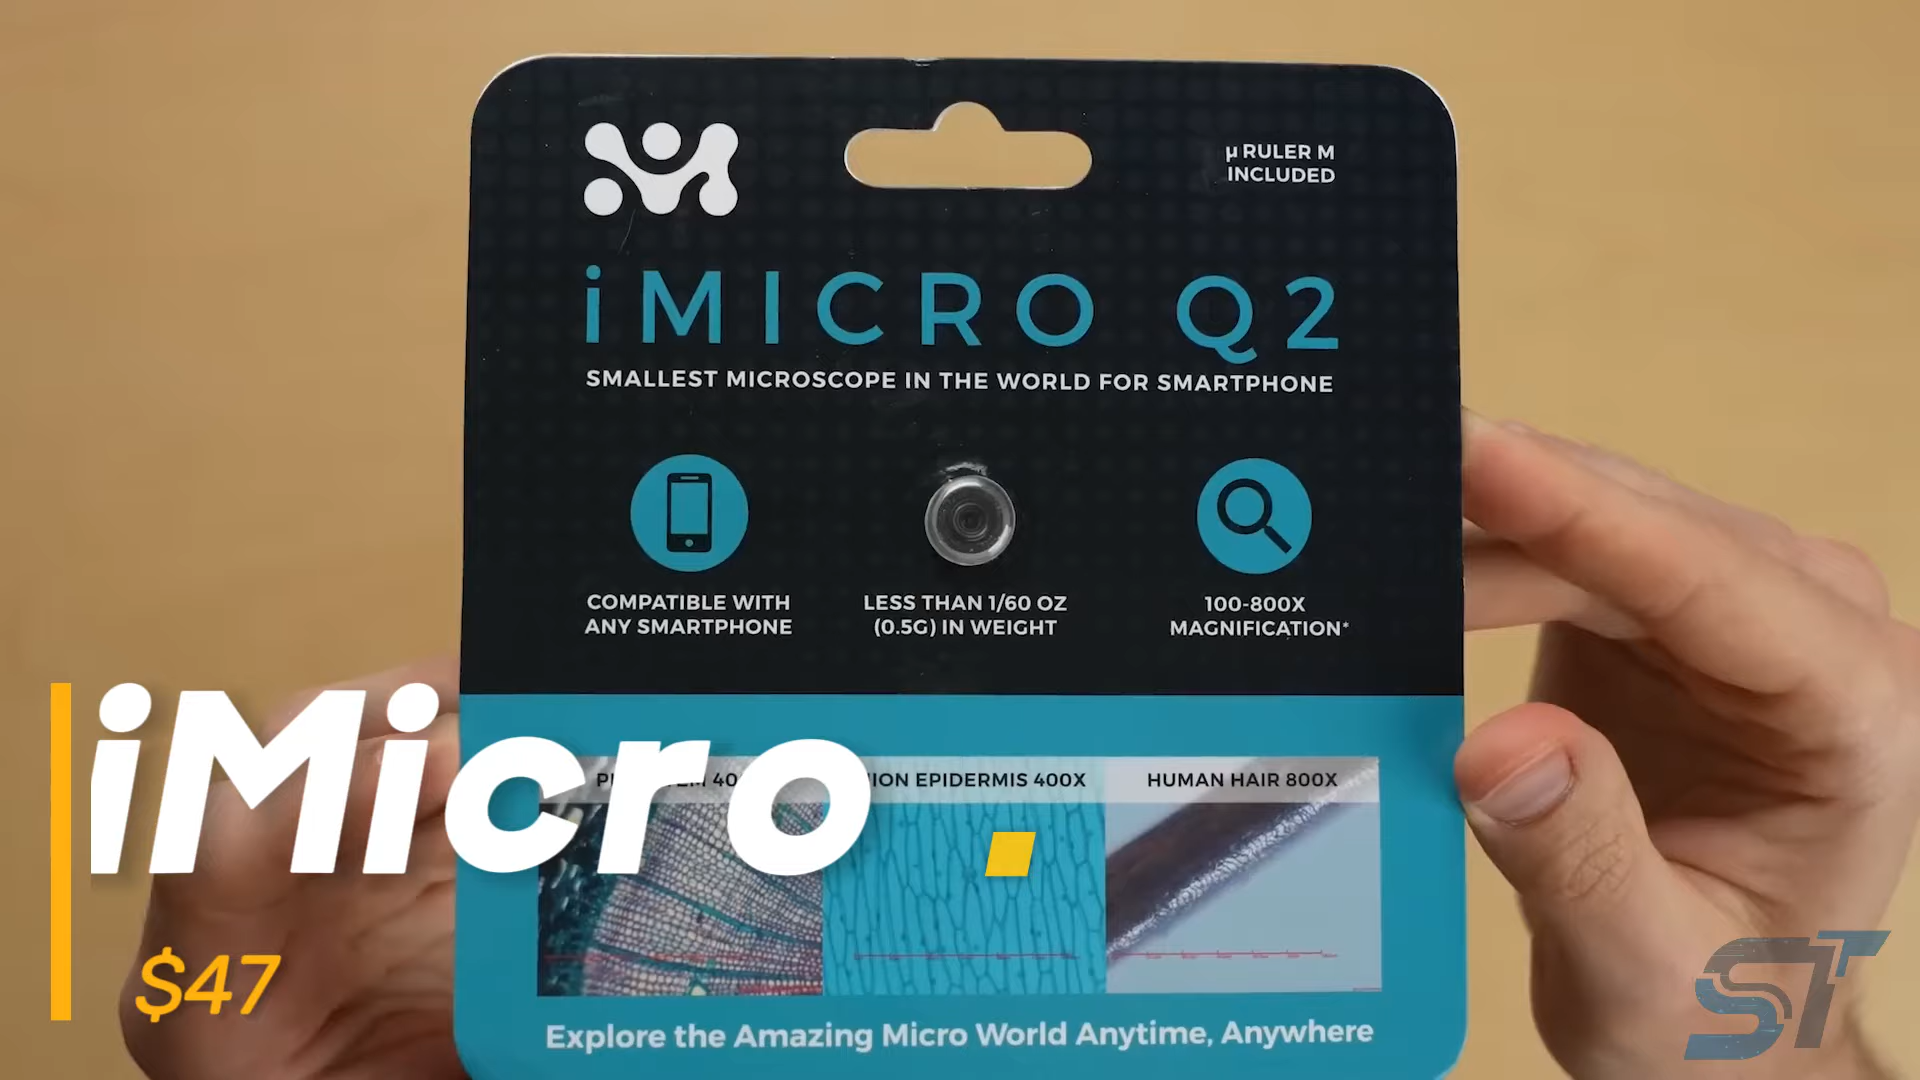 µ RULER M
INCLUDED
iMICRO Q2
SMALLEST MICROSCOPE IN THE WORLD FOR SMARTPHONE
COMPATIBLE WITH
ANY SMARTPHONE
LESS THAN 1/60 OZ
(0.5G) IN WEIGHT
100-800X
MAGNIFICATION*
iMicro .
EPIDERMIS 400X
HUMAN HAIR 800X
$47
Explore the Amazing Micro World Anytime, Anywhere
ST